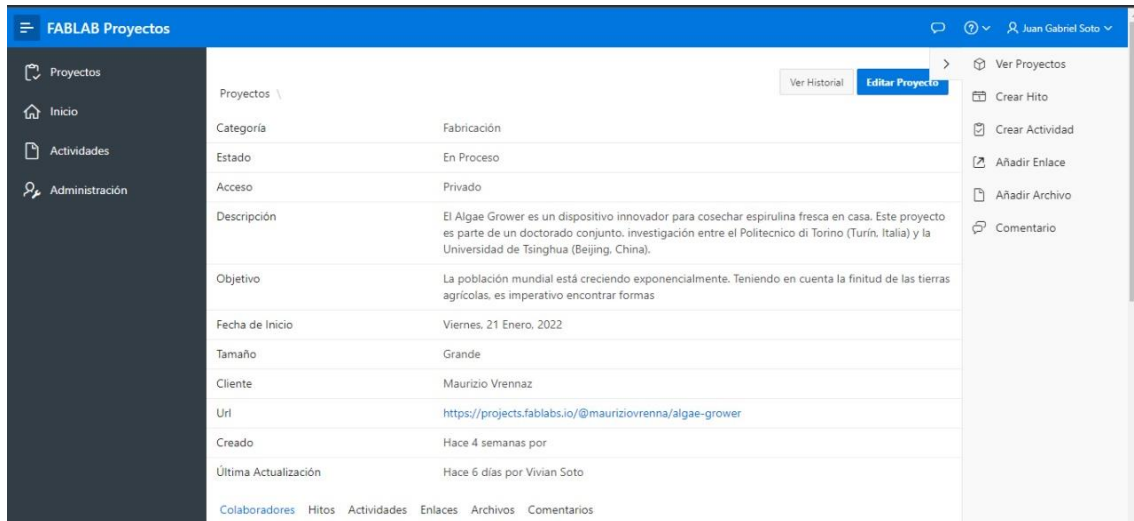 FABLAB Proyectos
Juan Gabriel Soto
Proyectos
Inicio
Actividades
Administración
Proyectos \
Ver Historial
Editar Proyecto
Categoría Fabricación
Estado En Proceso
Acceso Privado
Descripción El Algae Grower es un dispositivo innovador para cosechar espirulina fresca en casa. Este proyecto
es parte de un doctorado conjunto. investigación entre el Politecnico di Torino (Turín, Italia) y la
Universidad de Tsinghua (Beijing, China).
Objetivo La población mundial está creciendo exponencialmente. Teniendo en cuenta la finitud de las tierras
agrícolas, es imperativo encontrar formas
Fecha de Inicio Viernes, 21 Enero, 2022
Tamaño Grande
Cliente Maurizio Vrennaz
Url https://projects.fablabs.io/@mauriziovrenna/algae-grower
Creado Hace 4 semanas por
Última Actualización Hace 6 días por Vivian Soto
Colaboradores Hitos Actividades Enlaces Archivos Comentarios
Ver Proyectos
Crear Hito
Crear Actividad
Añadir Enlace
Añadir Archivo
Comentario